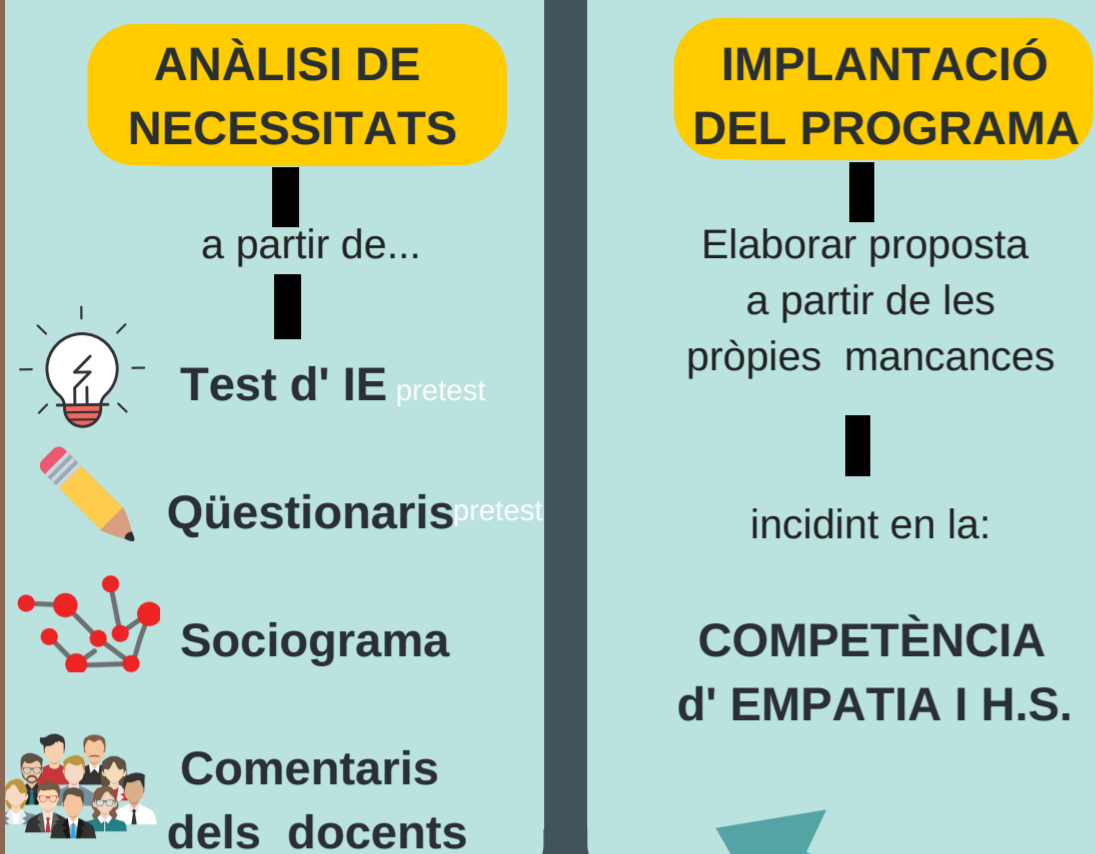 ANÀLISI DE
NECESSITATS
a partir de...
Test d' IE pretest
Qüestionaris pretest
Sociograma
Comentaris
dels docents
IMPLANTACIÓ
DEL PROGRAMA
Elaborar proposta
a partir de les
pròpies mancances
incidint en la:
COMPETÈNCIA
d' EMPATIA I H.S.